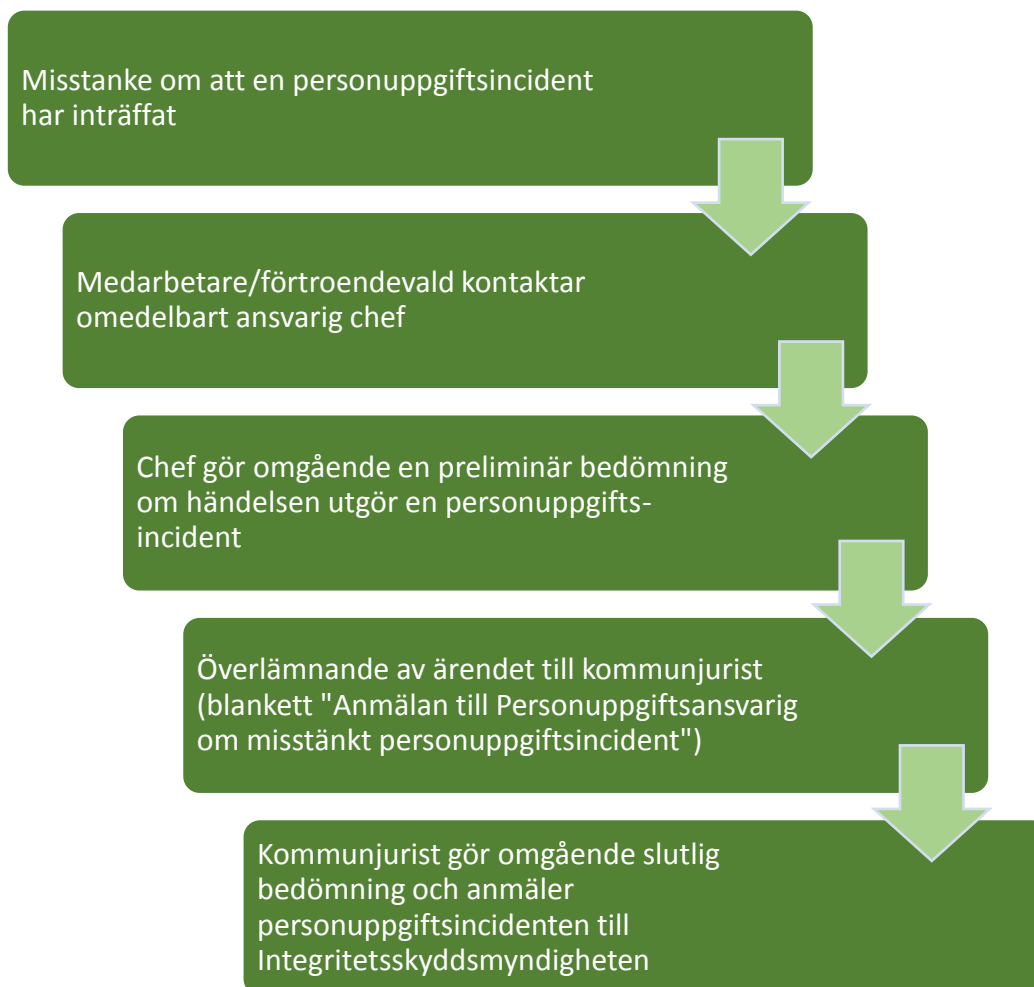 Misstanke om att en personuppgiftsincident
har inträffat
Medarbetare/förtroendevald kontaktar
omedelbart ansvarig chef
Chef gör omgående en preliminär bedömning
om händelsen utgör en personuppgifts-
incident
Överlämnande av ärendet till kommunjurist
(blankett "Anmälan till Personuppgiftsansvarig
om misstänkt personuppgiftsincident")
Kommunjurist gör omgående slutlig
bedömning och anmäler
personuppgiftsincidenten till
Integritetsskyddsmyndigheten